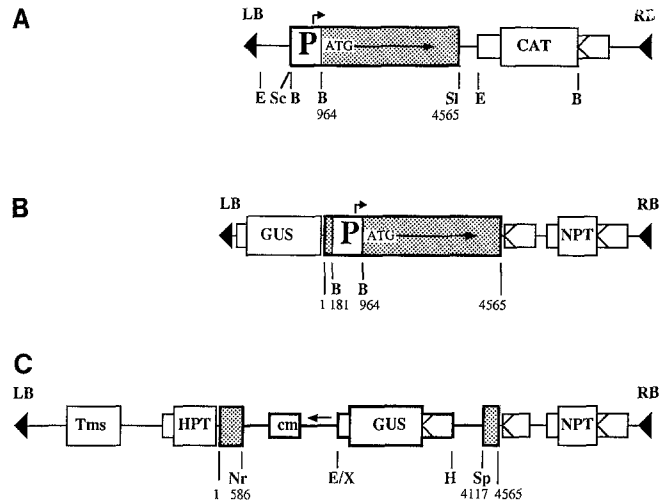 A
LB
RB
P
ATG
CAT
E Sc B B Sl E B
964 4565
B
LB
RB
GUS
P
ATG
NPT
B B
1 181 964 4565
C
LB
RB
Tms
HPT
cm
GUS
NPT
Nr E/X H Sp
1 586 4117 4565